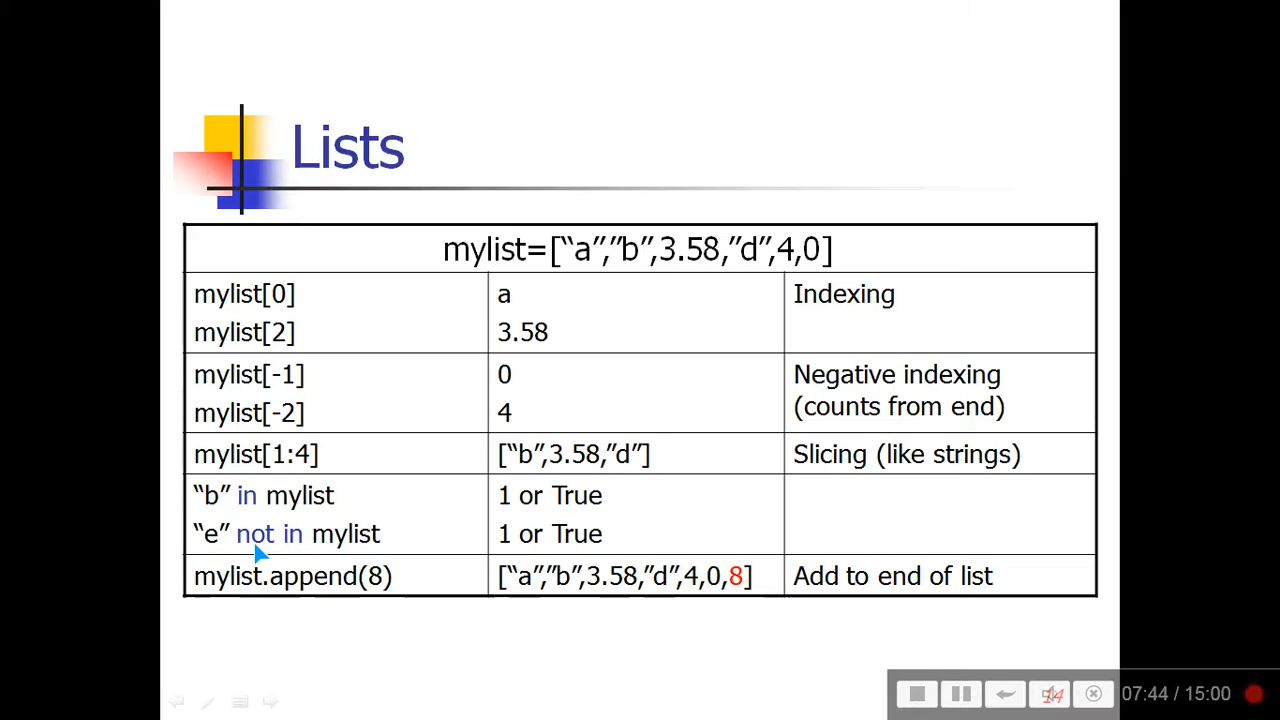 Lists
mylist=[“a”,”b”,3.58,”d”,4,0]
mylist[0]
a
Indexing
mylist[2]
3.58
mylist[-1]
0
Negative indexing
(counts from end)
mylist[-2]
4
mylist[1:4]
[“b”,3.58,”d”]
Slicing (like strings)
“b” in mylist
1 or True
“e” not in mylist
1 or True
mylist.append(8)
[“a”,”b”,3.58,”d”,4,0,8]
Add to end of list
14
07:44 / 15:00